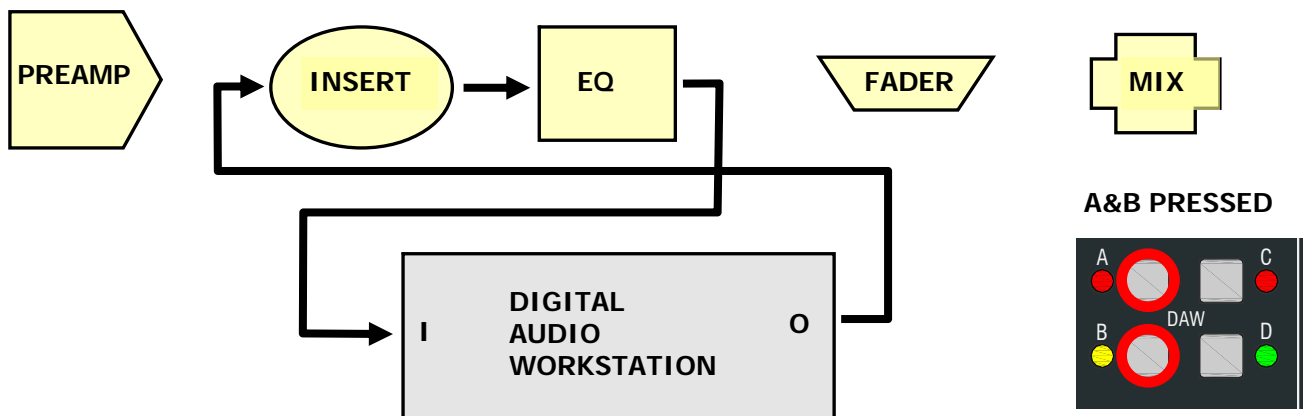 PREAMP
INSERT
EQ
FADER
MIX
A&B PRESSED
A
C
DAW
B
D
I
DIGITAL
AUDIO
WORKSTATION
O